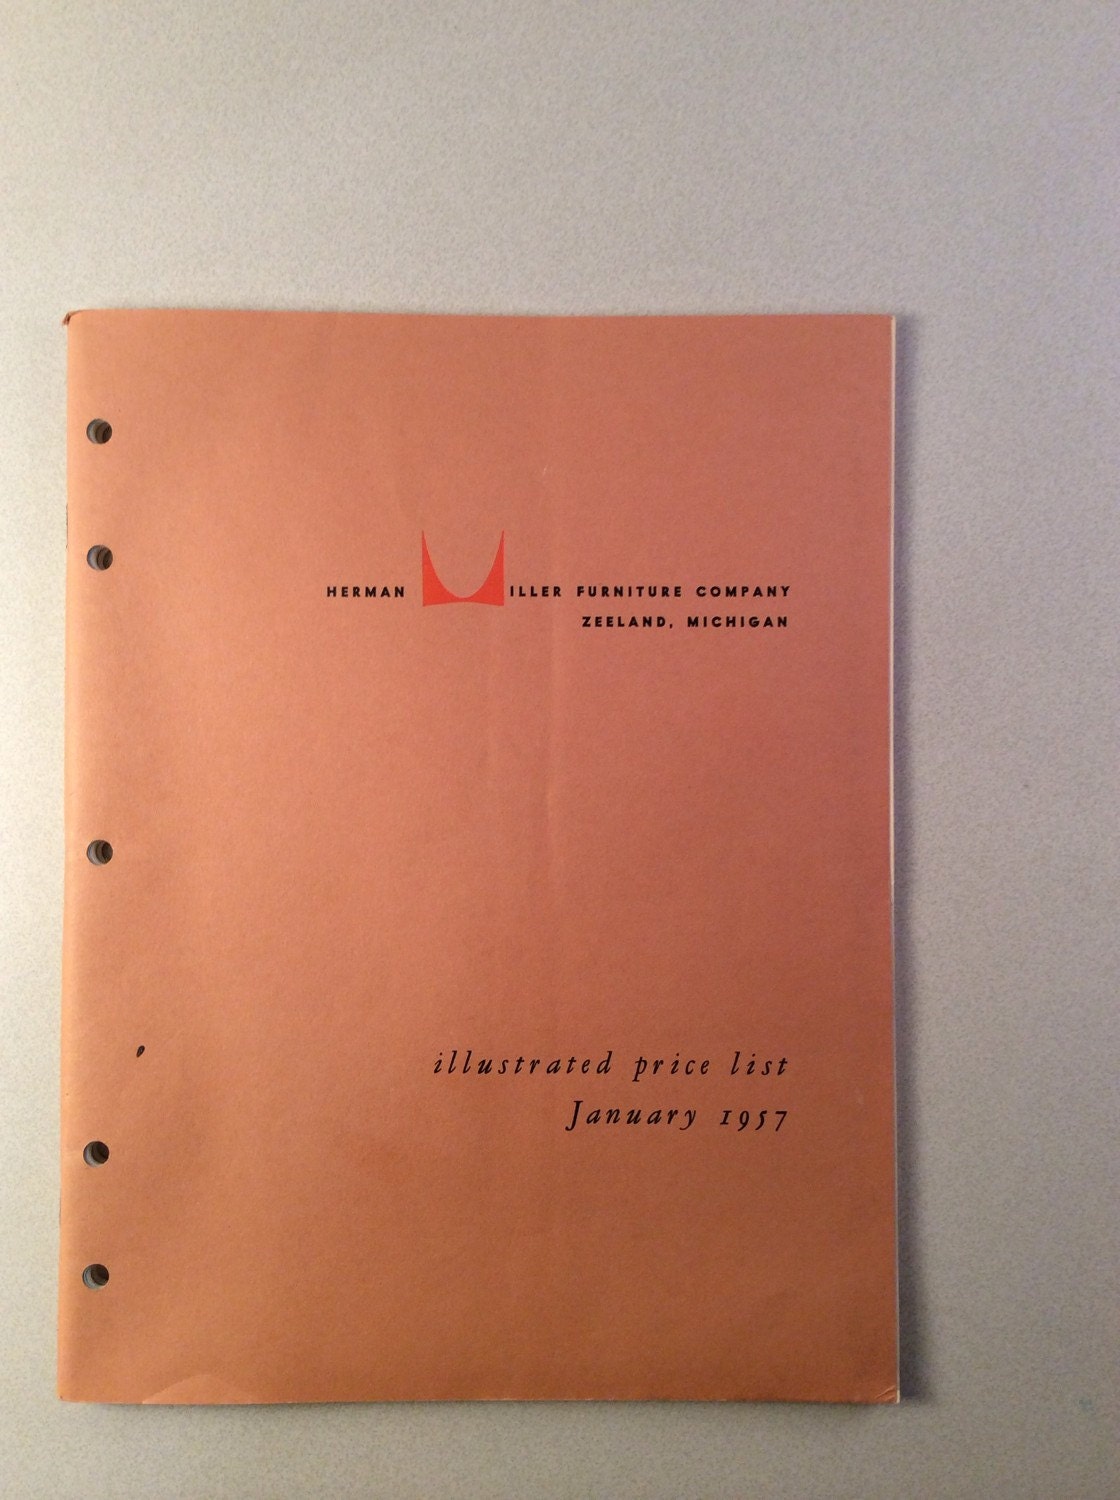 HERMAN MILLER FURNITURE COMPANY
ZEELAND, MICHIGAN
illustrated price list
January 1957